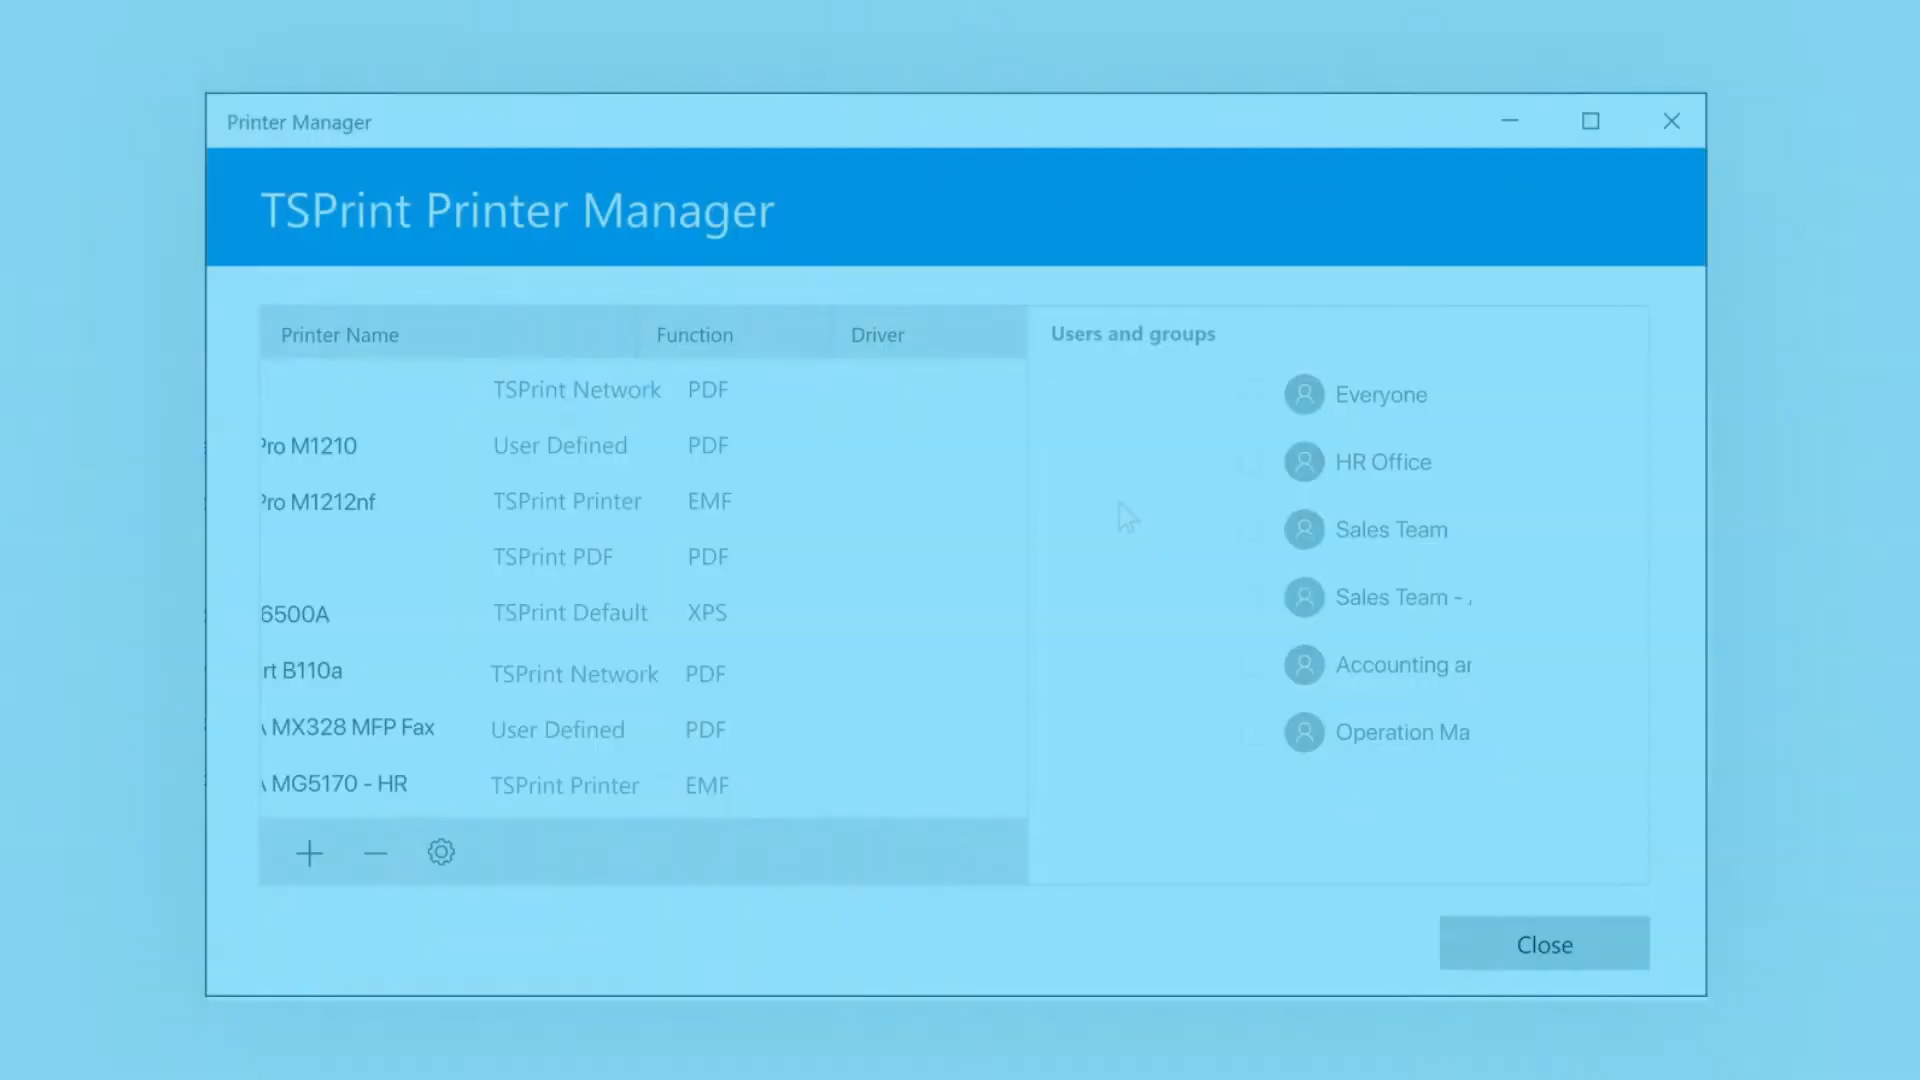 Printer Manager
TSPrint Printer Manager
Printer Name Function Driver
TSPrint Network PDF
Pro M1210 User Defined PDF
Pro M1212nf TSPrint Printer EMF
TSPrint PDF PDF
6500A TSPrint Default XPS
rt B110a TSPrint Network PDF
MX328 MFP Fax User Defined PDF
MG5170 - HR TSPrint Printer EMF
Users and groups
Everyone
HR Office
Sales Team
Sales Team -
Accounting ar
Operation Ma
Close